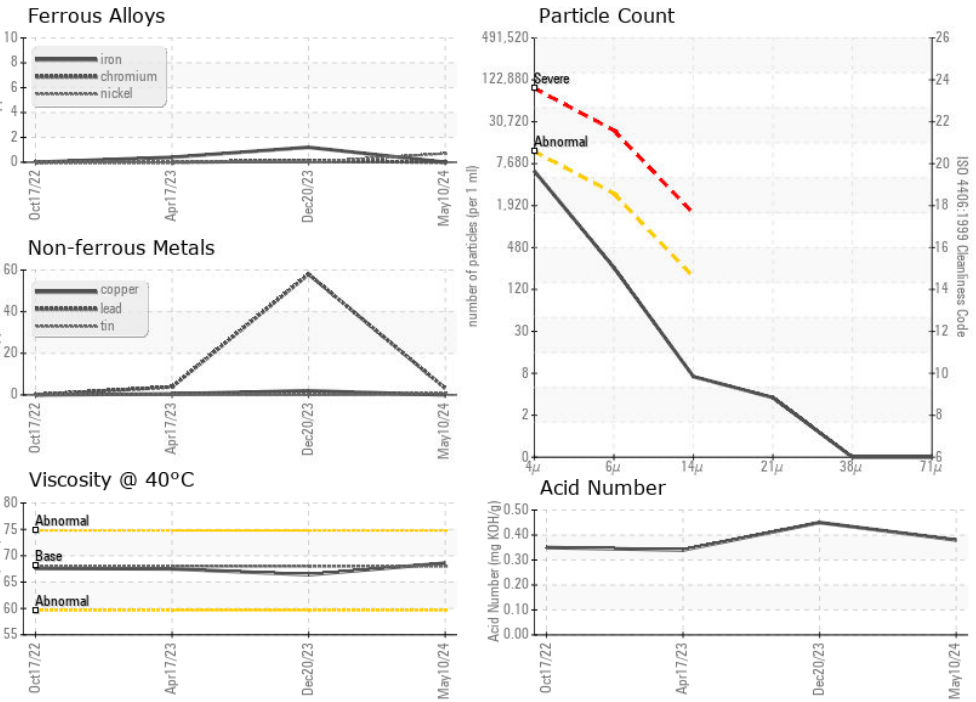 Ferrous Alloys
10
8
6
4
2
0
iron
chromium
nickel
Oct17/22
Apr17/23
Dec20/23
May10/24
Non-ferrous Metals
60
40
20
0
copper
lead
tin
Oct17/22
Apr17/23
Dec20/23
May10/24
Viscosity @ 40°C
80
75
70
65
60
55
Abnormal
Base
Abnormal
Oct17/22
Apr17/23
Dec20/23
May10/24
Particle Count
number of particles (per 1 ml)
491,520
122,880
30,720
7,680
1,920
480
120
30
8
2
0
Severe
Abnormal
4µ
6µ
14µ
21µ
38µ
71µ
26
24
22
20
18
16
14
12
10
8
6
ISO 4406:1999 Cleanliness Code
Acid Number
Acid Number (mg KOH/g)
0.50
0.40
0.30
0.20
0.10
0.00
Oct17/22
Apr17/23
Dec20/23
May10/24